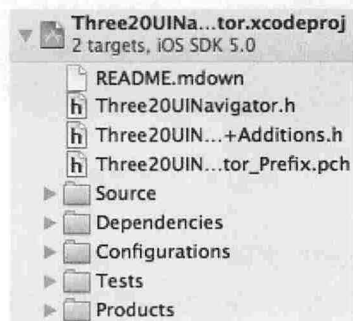 Three20UINa...tor.xcodeproj
2 targets, iOS SDK 5.0
README.mdown
h Three20UINavigator.h
h Three20UIN...+Additions.h
h Three20UIN...tor_Prefix.pch
Source
Dependencies
Configurations
Tests
Products